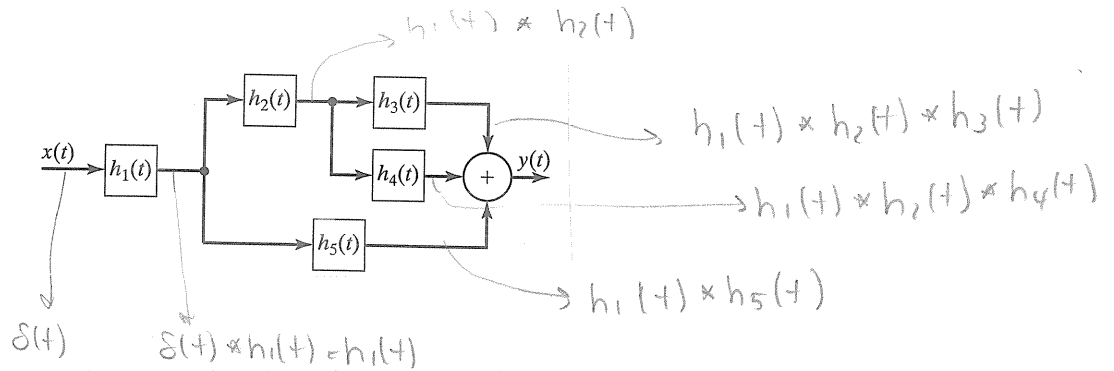 h₁(t) * h₂(t)
h₂(t)
h₃(t)
h₁(t) * h₂(t) * h₃(t)
x(t)
h₁(t)
h₄(t)
+
y(t)
h₁(t) * h₂(t) * h₄(t)
h₅(t)
h₁(t) * h₅(t)
δ(t)
δ(t) * h₁(t) = h₁(t)